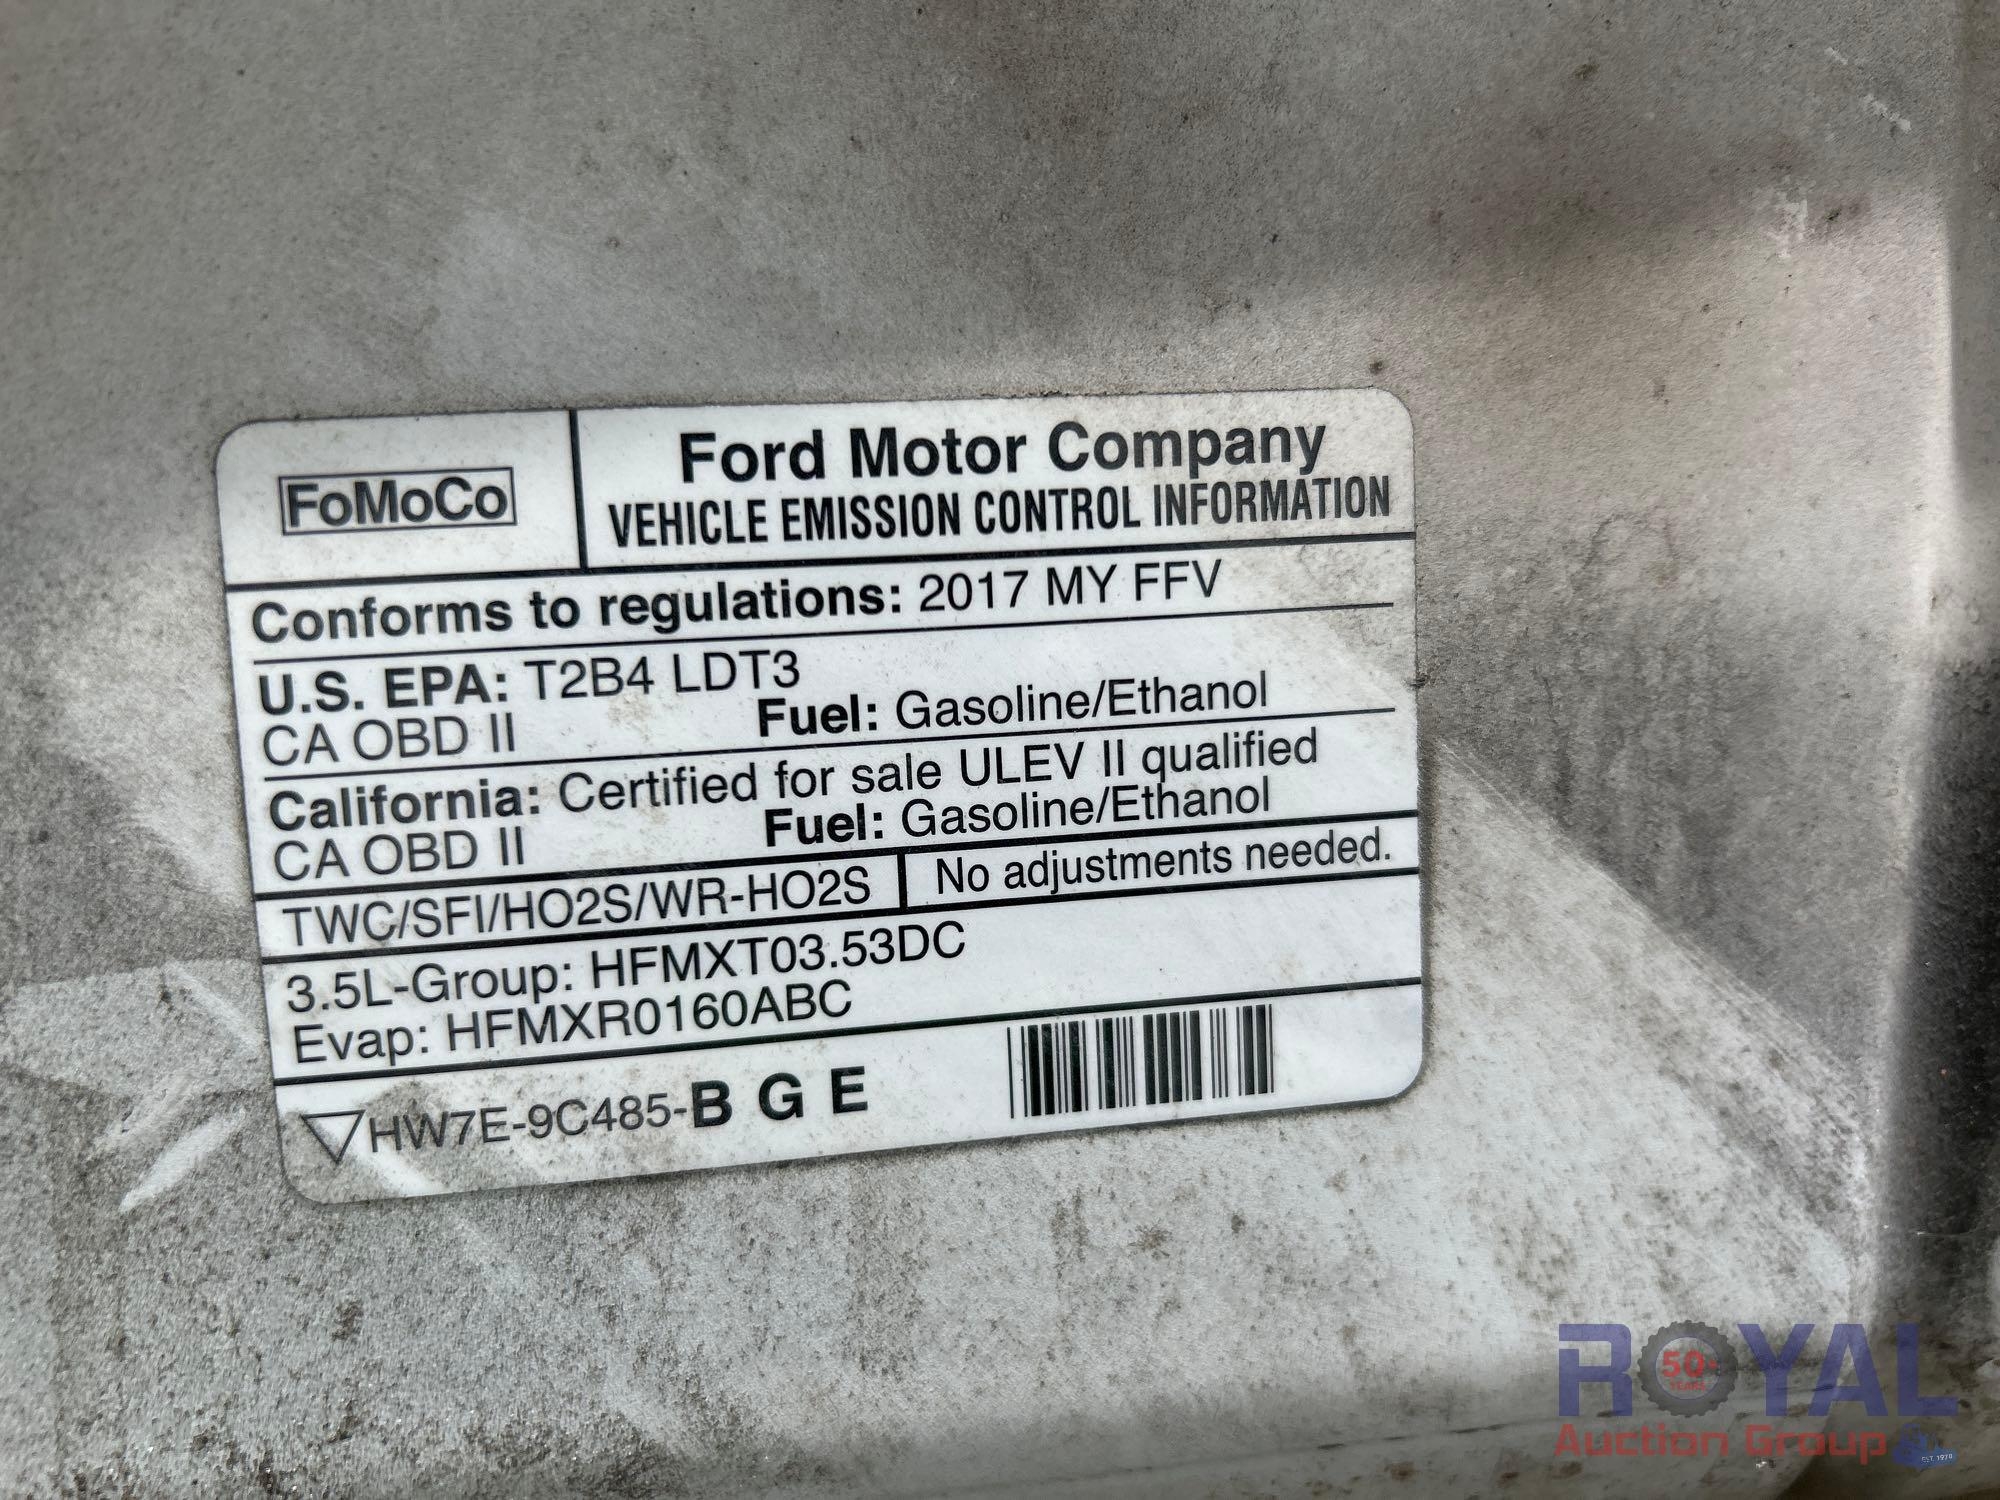 FoMoCo
Ford Motor Company
VEHICLE EMISSION CONTROL INFORMATION
Conforms to regulations: 2017 MY FFV
U.S. EPA: T2B4 LDT3
CA OBD II Fuel: Gasoline/Ethanol
California: Certified for sale ULEV II qualified
CA OBD II Fuel: Gasoline/Ethanol
TWC/SFI/HO2S/WR-HO2S No adjustments needed.
3.5L-Group: HFMXT03.53DC
Evap: HFMXR0160ABC
HW7E-9C485-B G E
ROYAL
50+
YEARS
Auction Group
EST. 1970